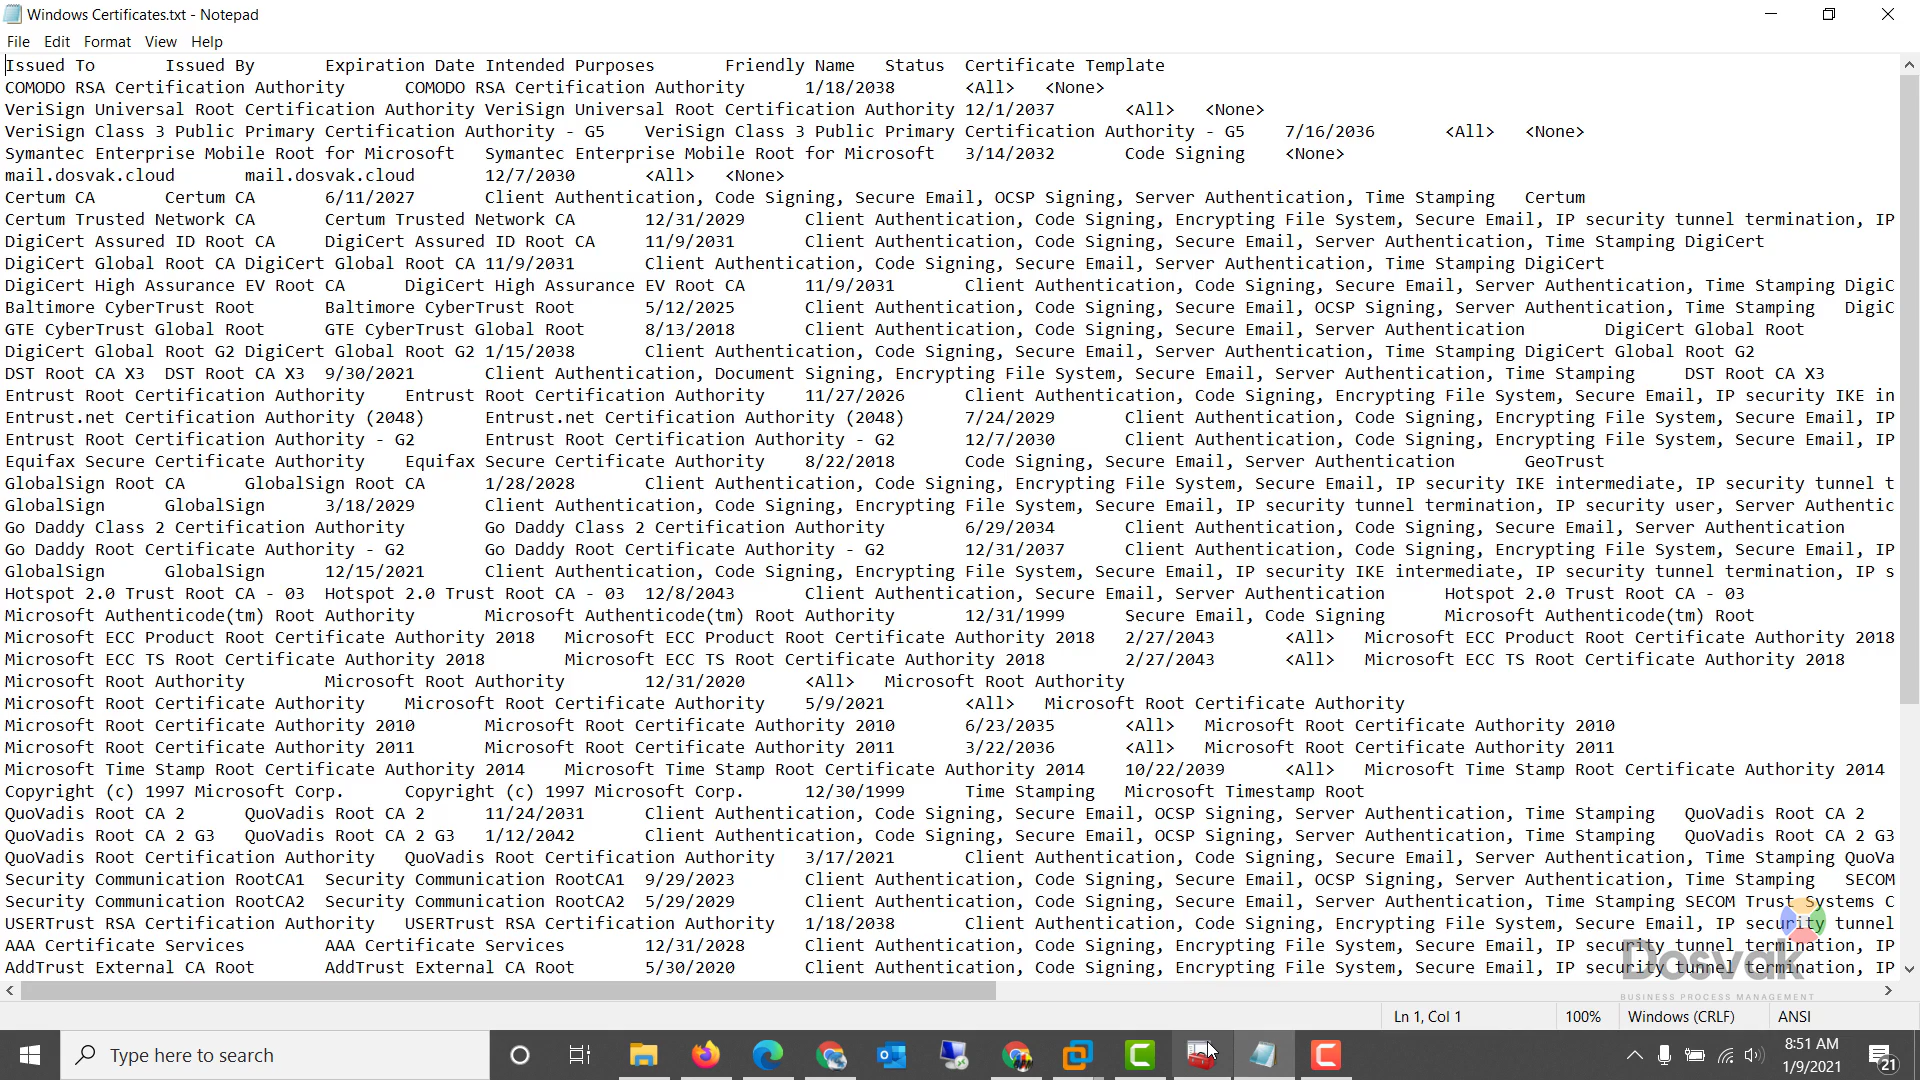 Windows Certificates.txt - Notepad
File Edit Format View Help
Issued To Issued By Expiration Date Intended Purposes Friendly Name Status Certificate Template
COMODO RSA Certification Authority COMODO RSA Certification Authority 1/18/2038 <All> <None>
VeriSign Universal Root Certification Authority VeriSign Universal Root Certification Authority 12/1/2037 <All> <None>
VeriSign Class 3 Public Primary Certification Authority - G5 VeriSign Class 3 Public Primary Certification Authority - G5 7/16/2036 <All> <None>
Symantec Enterprise Mobile Root for Microsoft Symantec Enterprise Mobile Root for Microsoft 3/14/2032 Code Signing <None>
mail.dosvak.cloud mail.dosvak.cloud 12/7/2030 <All> <None>
Certum CA Certum CA 6/11/2027 Client Authentication, Code Signing, Secure Email, OCSP Signing, Server Authentication, Time Stamping Certum
Certum Trusted Network CA Certum Trusted Network CA 12/31/2029 Client Authentication, Code Signing, Encrypting File System, Secure Email, IP security tunnel termination, IP
DigiCert Assured ID Root CA DigiCert Assured ID Root CA 11/9/2031 Client Authentication, Code Signing, Secure Email, Server Authentication, Time Stamping DigiCert
DigiCert Global Root CA DigiCert Global Root CA 11/9/2031 Client Authentication, Code Signing, Secure Email, Server Authentication, Time Stamping DigiCert
DigiCert High Assurance EV Root CA DigiCert High Assurance EV Root CA 11/9/2031 Client Authentication, Code Signing, Secure Email, Server Authentication, Time Stamping DigiC
Baltimore CyberTrust Root Baltimore CyberTrust Root 5/12/2025 Client Authentication, Code Signing, Secure Email, OCSP Signing, Server Authentication, Time Stamping DigiC
GTE CyberTrust Global Root GTE CyberTrust Global Root 8/13/2018 Client Authentication, Code Signing, Secure Email, Server Authentication DigiCert Global Root
DigiCert Global Root G2 DigiCert Global Root G2 1/15/2038 Client Authentication, Code Signing, Secure Email, Server Authentication, Time Stamping DigiCert Global Root G2
DST Root CA X3 DST Root CA X3 9/30/2021 Client Authentication, Document Signing, Encrypting File System, Secure Email, Server Authentication, Time Stamping DST Root CA X3
Entrust Root Certification Authority Entrust Root Certification Authority 11/27/2026 Client Authentication, Code Signing, Encrypting File System, Secure Email, IP security IKE in
Entrust.net Certification Authority (2048) Entrust.net Certification Authority (2048) 7/24/2029 Client Authentication, Code Signing, Encrypting File System, Secure Email, IP
Entrust Root Certification Authority - G2 Entrust Root Certification Authority - G2 12/7/2030 Client Authentication, Code Signing, Encrypting File System, Secure Email, IP
Equifax Secure Certificate Authority Equifax Secure Certificate Authority 8/22/2018 Code Signing, Secure Email, Server Authentication GeoTrust
GlobalSign Root CA GlobalSign Root CA 1/28/2028 Client Authentication, Code Signing, Encrypting File System, Secure Email, IP security IKE intermediate, IP security tunnel t
GlobalSign GlobalSign 3/18/2029 Client Authentication, Code Signing, Encrypting File System, Secure Email, IP security tunnel termination, IP security user, Server Authentic
Go Daddy Class 2 Certification Authority Go Daddy Class 2 Certification Authority 6/29/2034 Client Authentication, Code Signing, Secure Email, Server Authentication
Go Daddy Root Certificate Authority - G2 Go Daddy Root Certificate Authority - G2 12/31/2037 Client Authentication, Code Signing, Encrypting File System, Secure Email, IP
GlobalSign GlobalSign 12/15/2021 Client Authentication, Code Signing, Encrypting File System, Secure Email, IP security IKE intermediate, IP security tunnel termination, IP s
Hotspot 2.0 Trust Root CA - 03 Hotspot 2.0 Trust Root CA - 03 12/8/2043 Client Authentication, Secure Email, Server Authentication Hotspot 2.0 Trust Root CA - 03
Microsoft Authenticode(tm) Root Authority Microsoft Authenticode(tm) Root Authority 12/31/1999 Secure Email, Code Signing Microsoft Authenticode(tm) Root
Microsoft ECC Product Root Certificate Authority 2018 Microsoft ECC Product Root Certificate Authority 2018 2/27/2043 <All> Microsoft ECC Product Root Certificate Authority 2018
Microsoft ECC TS Root Certificate Authority 2018 Microsoft ECC TS Root Certificate Authority 2018 2/27/2043 <All> Microsoft ECC TS Root Certificate Authority 2018
Microsoft Root Authority Microsoft Root Authority 12/31/2020 <All> Microsoft Root Authority
Microsoft Root Certificate Authority Microsoft Root Certificate Authority 5/9/2021 <All> Microsoft Root Certificate Authority
Microsoft Root Certificate Authority 2010 Microsoft Root Certificate Authority 2010 6/23/2035 <All> Microsoft Root Certificate Authority 2010
Microsoft Root Certificate Authority 2011 Microsoft Root Certificate Authority 2011 3/22/2036 <All> Microsoft Root Certificate Authority 2011
Microsoft Time Stamp Root Certificate Authority 2014 Microsoft Time Stamp Root Certificate Authority 2014 10/22/2039 <All> Microsoft Time Stamp Root Certificate Authority 2014
Copyright (c) 1997 Microsoft Corp. Copyright (c) 1997 Microsoft Corp. 12/30/1999 Time Stamping Microsoft Timestamp Root
QuoVadis Root CA 2 QuoVadis Root CA 2 11/24/2031 Client Authentication, Code Signing, Secure Email, OCSP Signing, Server Authentication, Time Stamping QuoVadis Root CA 2
QuoVadis Root CA 2 G3 QuoVadis Root CA 2 G3 1/12/2042 Client Authentication, Code Signing, Secure Email, OCSP Signing, Server Authentication, Time Stamping QuoVadis Root CA 2 G3
QuoVadis Root Certification Authority QuoVadis Root Certification Authority 3/17/2021 Client Authentication, Code Signing, Secure Email, Server Authentication, Time Stamping QuoVa
Security Communication RootCA1 Security Communication RootCA1 9/29/2023 Client Authentication, Code Signing, Secure Email, OCSP Signing, Server Authentication, Time Stamping SECOM
Security Communication RootCA2 Security Communication RootCA2 5/29/2029 Client Authentication, Code Signing, Secure Email, Server Authentication, Time Stamping SECOM Trust Systems C
USERTrust RSA Certification Authority USERTrust RSA Certification Authority 1/18/2038 Client Authentication, Code Signing, Encrypting File System, Secure Email, IP security tunnel
AAA Certificate Services AAA Certificate Services 12/31/2028 Client Authentication, Code Signing, Encrypting File System, Secure Email, IP security tunnel termination, IP
AddTrust External CA Root AddTrust External CA Root 5/30/2020 Client Authentication, Code Signing, Encrypting File System, Secure Email, IP security tunnel termination, IP
Dosvak
BUSINESS PROCESS MANAGEMENT
Ln 1, Col 1 100% Windows (CRLF) ANSI
Type here to search
8:51 AM
1/9/2021
21